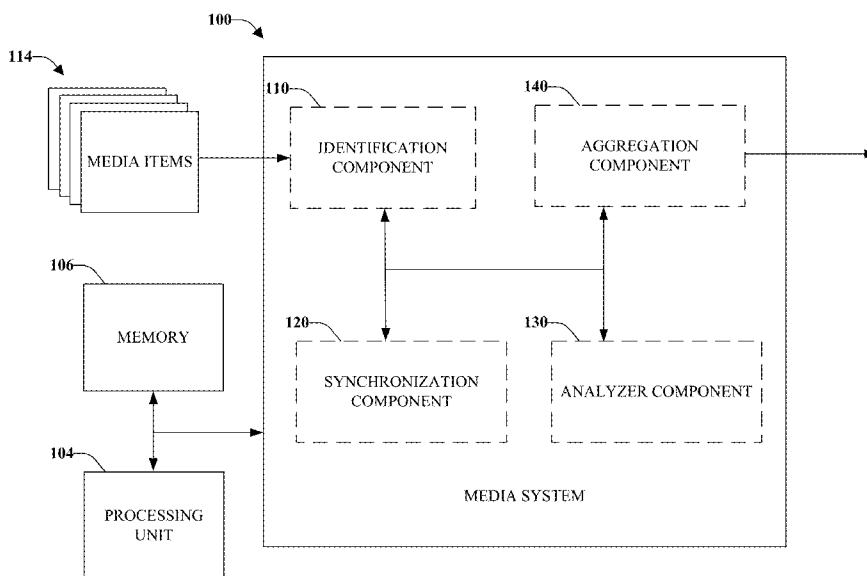 100
114
110
140
MEDIA ITEMS
IDENTIFICATION
COMPONENT
AGGREGATION
COMPONENT
106
MEMORY
120
130
SYNCHRONIZATION
COMPONENT
ANALYZER COMPONENT
104
PROCESSING
UNIT
MEDIA SYSTEM